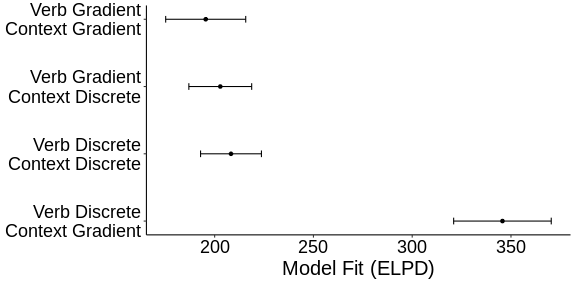 Verb Gradient
Context Gradient
Verb Gradient
Context Discrete
Verb Discrete
Context Discrete
Verb Discrete
Context Gradient
200 250 300 350
Model Fit (ELPD)